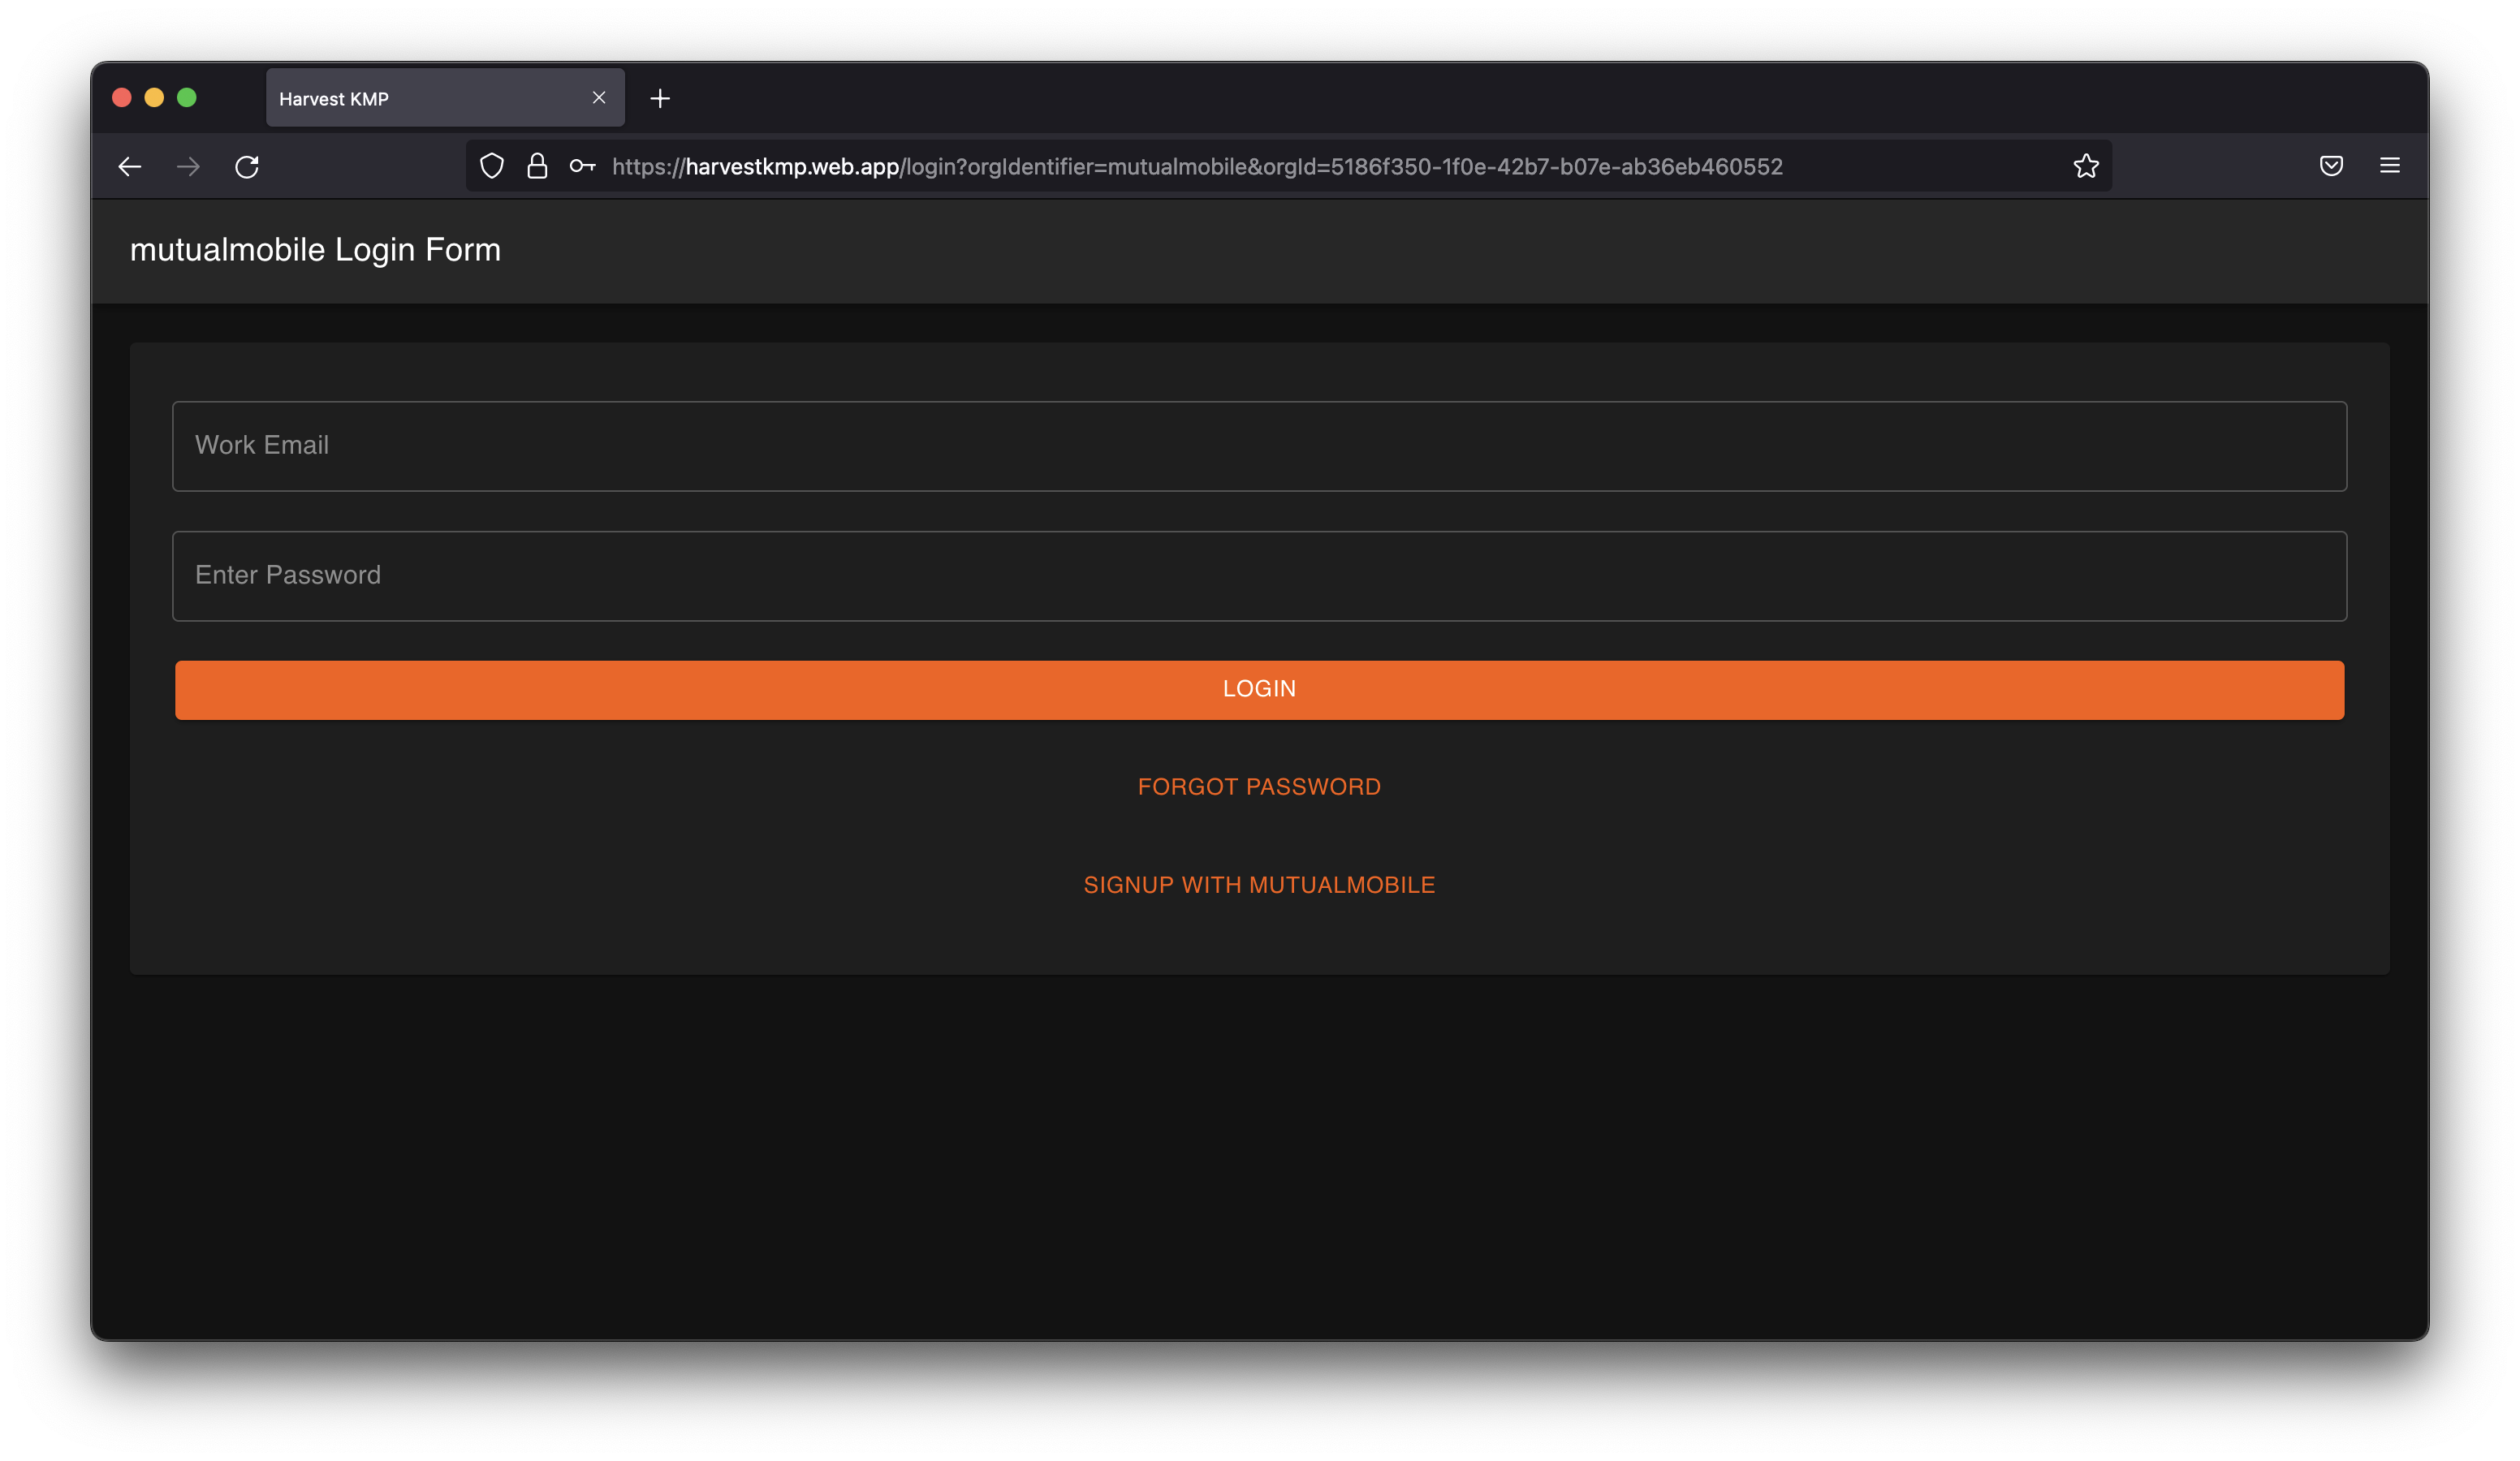 Harvest KMP
https://harvestkmp.web.app/login?orgIdentifier=mutualmobile&orgId=5186f350-1f0e-42b7-b07e-ab36eb460552
mutualmobile Login Form
Work Email
Enter Password
LOGIN
FORGOT PASSWORD
SIGNUP WITH MUTUALMOBILE